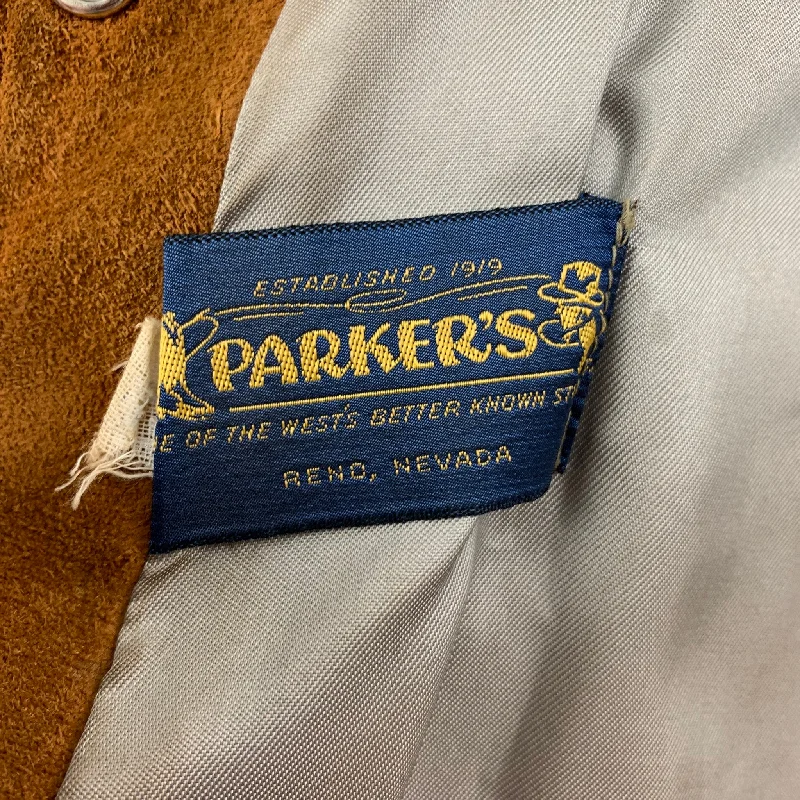 ESTABLISHED 1919
PARKER'S
OF THE WEST'S BETTER KNOWN
RENO, NEVADA